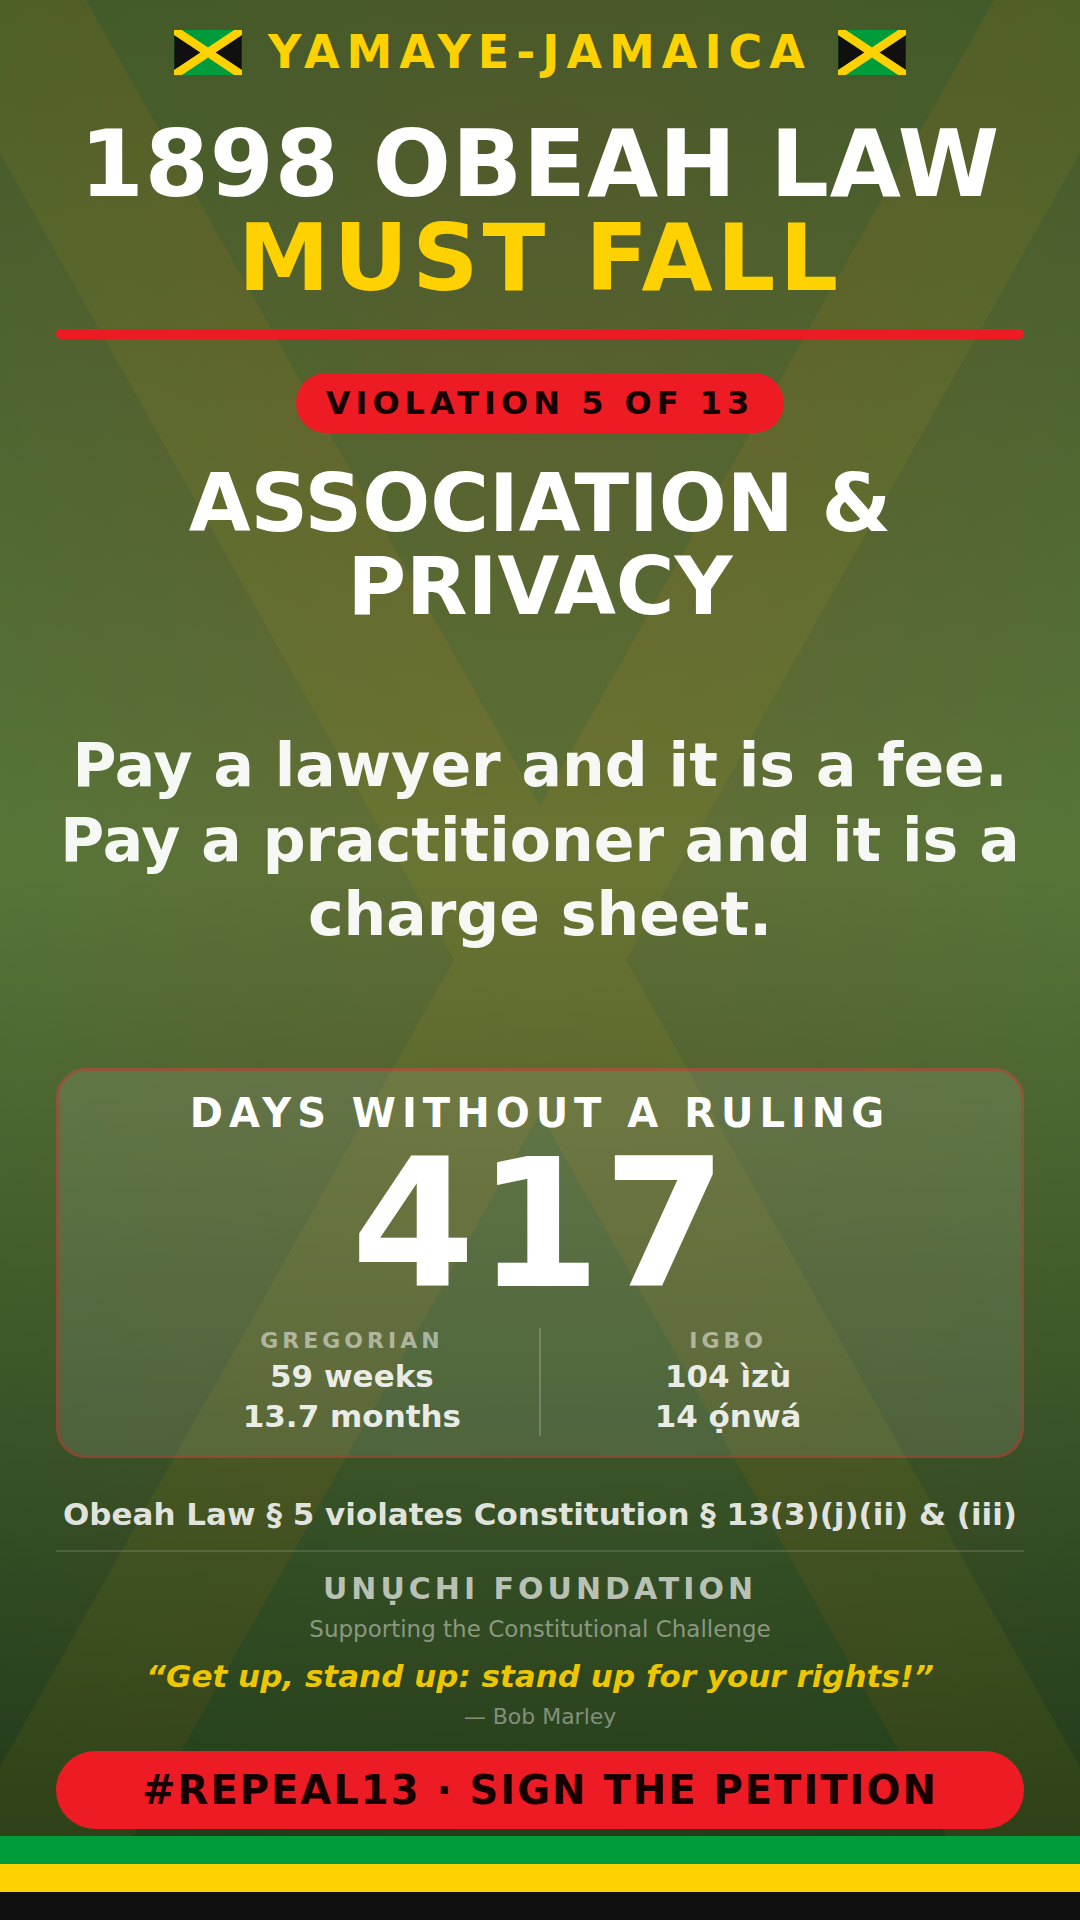 YAMAYE-JAMAICA
1898 OBEAH LAW
MUST FALL
VIOLATION 5 OF 13
ASSOCIATION &
PRIVACY
Pay a lawyer and it is a fee.
Pay a practitioner and it is a
charge sheet.
DAYS WITHOUT A RULING
417
GREGORIAN
59 weeks
13.7 months
IGBO
104 ìzù
14 ọ́nwá
Obeah Law § 5 violates Constitution § 13(3)(j)(ii) & (iii)
UNỤCHI FOUNDATION
Supporting the Constitutional Challenge
“Get up, stand up: stand up for your rights!”
— Bob Marley
#REPEAL13 · SIGN THE PETITION